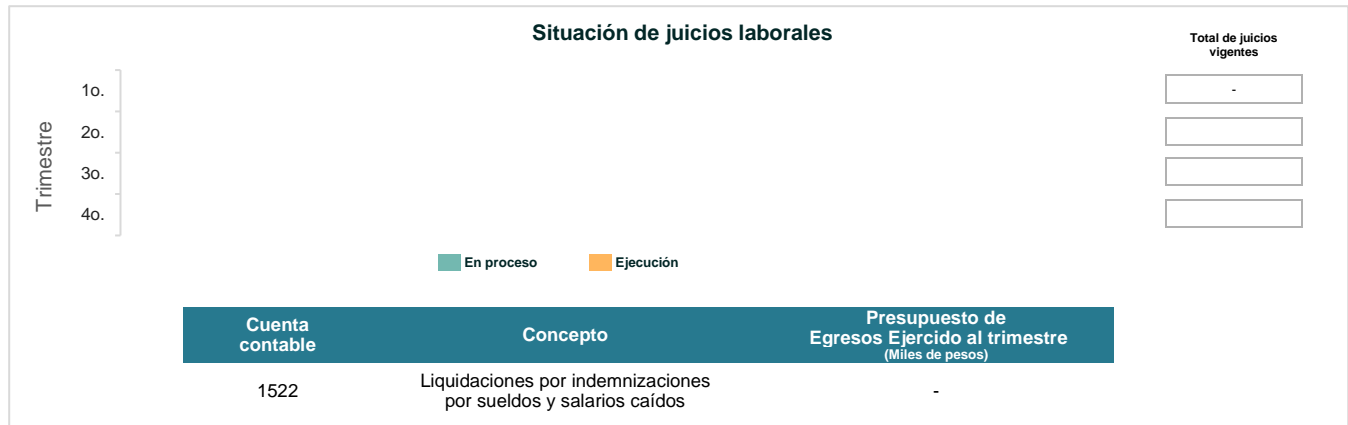 Situación de juicios laborales
Total de juicios
vigentes
Trimestre
1o.
-
2o.
3o.
4o.
En proceso
Ejecución
Cuenta
contable
Concepto
Presupuesto de
Egresos Ejercido al trimestre
(Miles de pesos)
1522
Liquidaciones por indemnizaciones
por sueldos y salarios caídos
-